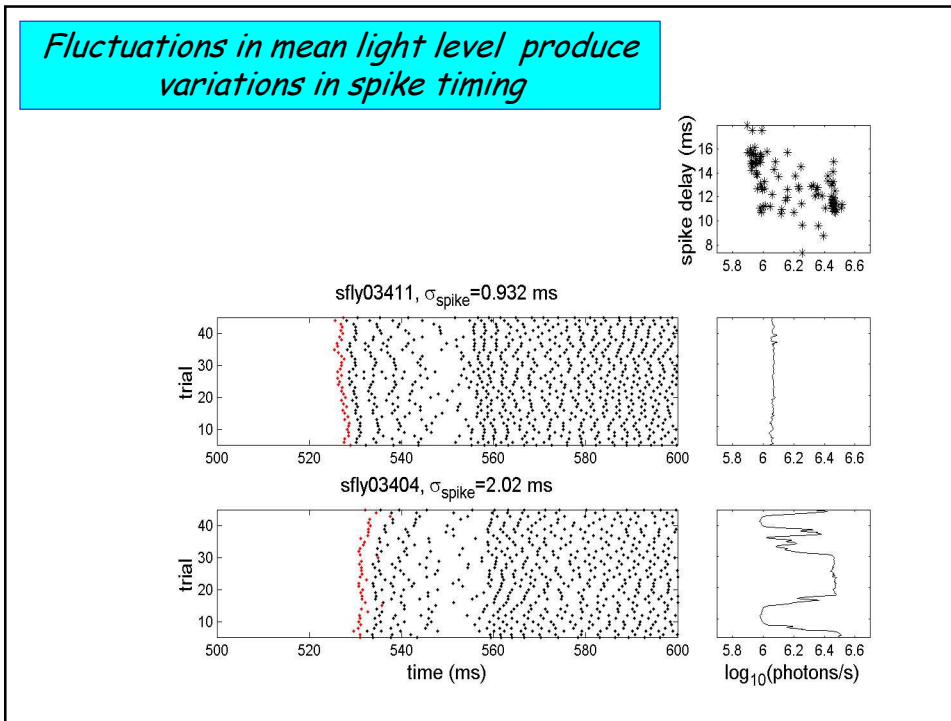 Fluctuations in mean light level produce
variations in spike timing
spike delay (ms)
16
14
12
10
8
5.8 6 6.2 6.4 6.6
sfly03411, σspike=0.932 ms
trial
40
30
20
10
500 520 540 560 580 600
5.8 6 6.2 6.4 6.6
sfly03404, σspike=2.02 ms
trial
40
30
20
10
500 520 540 560 580 600
time (ms)
5.8 6 6.2 6.4 6.6
log10(photons/s)